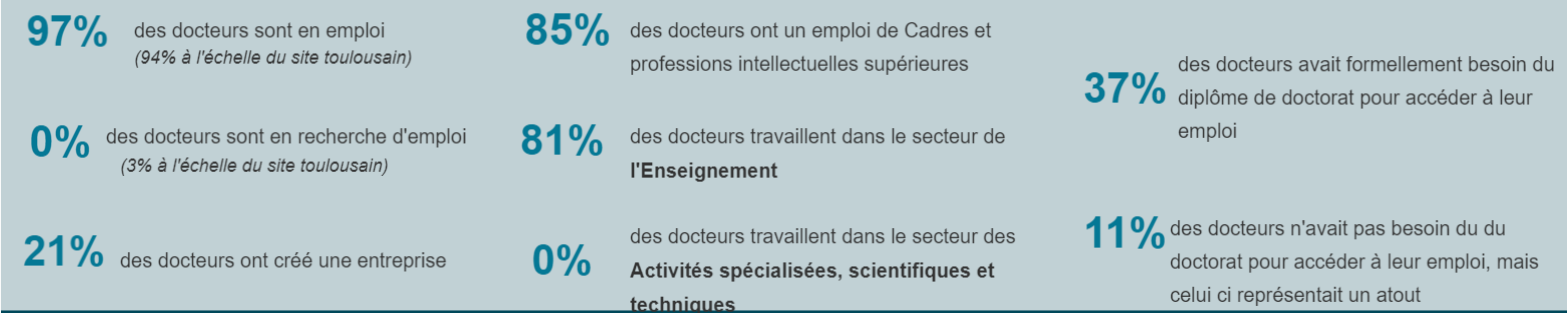 97% des docteurs sont en emploi
(94% à l'échelle du site toulousain)
0% des docteurs sont en recherche d'emploi
(3% à l'échelle du site toulousain)
21% des docteurs ont créé une entreprise
85% des docteurs ont un emploi de Cadres et
professions intellectuelles supérieures
81% des docteurs travaillent dans le secteur de
l'Enseignement
0% des docteurs travaillent dans le secteur des
Activités spécialisées, scientifiques et
techniques
37% des docteurs avait formellement besoin du
diplôme de doctorat pour accéder à leur
emploi
11% des docteurs n'avait pas besoin du du
doctorat pour accéder à leur emploi, mais
celui ci représentait un atout